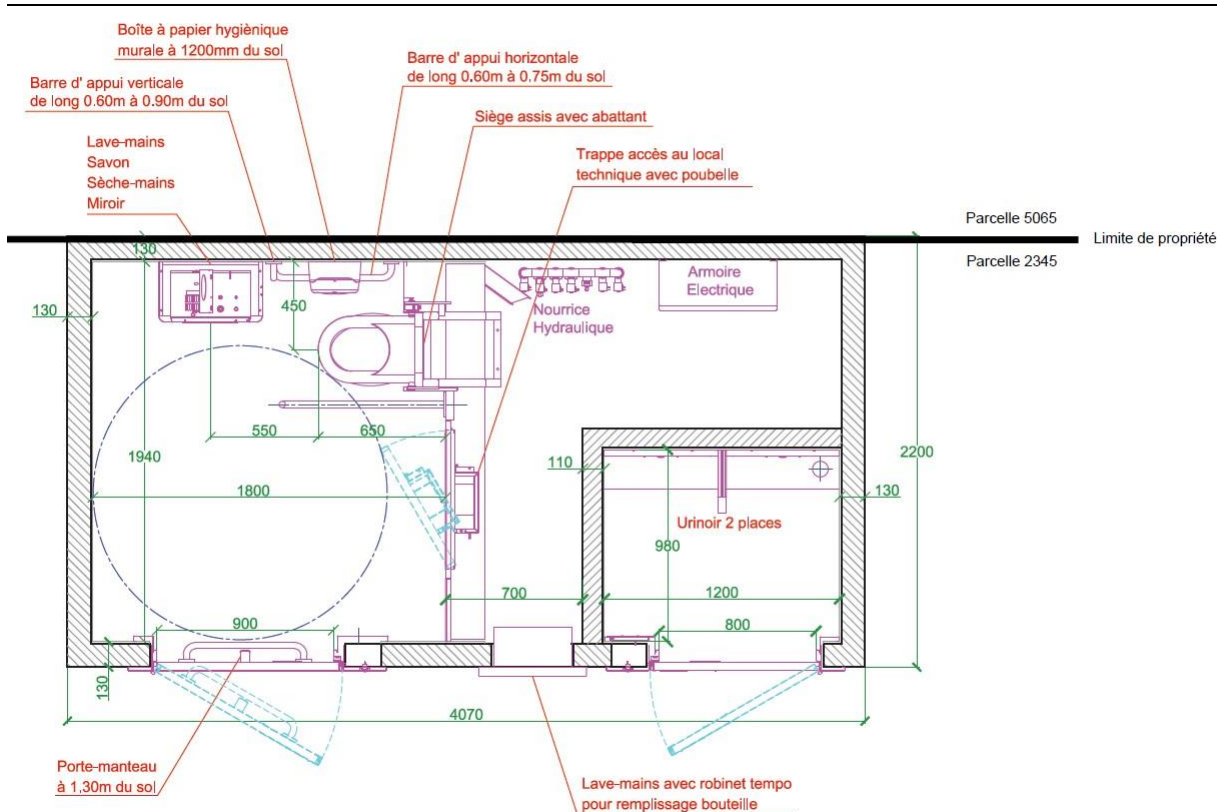 Boîte à papier hygiènique
murale à 1200mm du sol
Barre d' appui horizontale
de long 0.60m à 0.75m du sol
Barre d' appui verticale
de long 0.60m à 0.90m du sol
Siège assis avec abattant
Lave-mains
Savon
Sèche-mains
Miroir
Trappe accès au local
technique avec poubelle
Parcelle 5065
Limite de propriété
Parcelle 2345
130
130
450
Nourrice
Hydraulique
Armoire
Electrique
550
650
1940
1800
110
2200
130
Urinoir 2 places
980
700
1200
900
800
130
4070
Porte-manteau
à 1,30m du sol
Lave-mains avec robinet tempo
pour remplissage bouteille